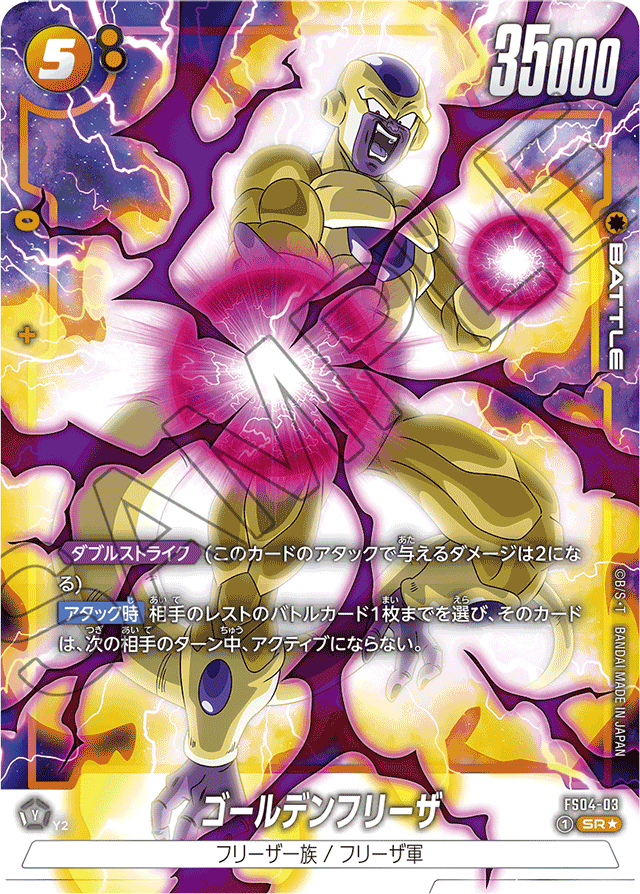 5
35000
SAMPLE
BATTLE
ダブルストライク (このカードのアタックで与えるダメージは2にな
る)
アタック時 相手のレストのバトルカード1枚までを選び、そのカード
は、次の相手のターン中、アクティブにならない。
©B/S・T BANDAI MADE IN JAPAN
ゴールデンフリーザ
FS04-03
Y
Y2
1 SR★
フリーザ一族 / フリーザ軍